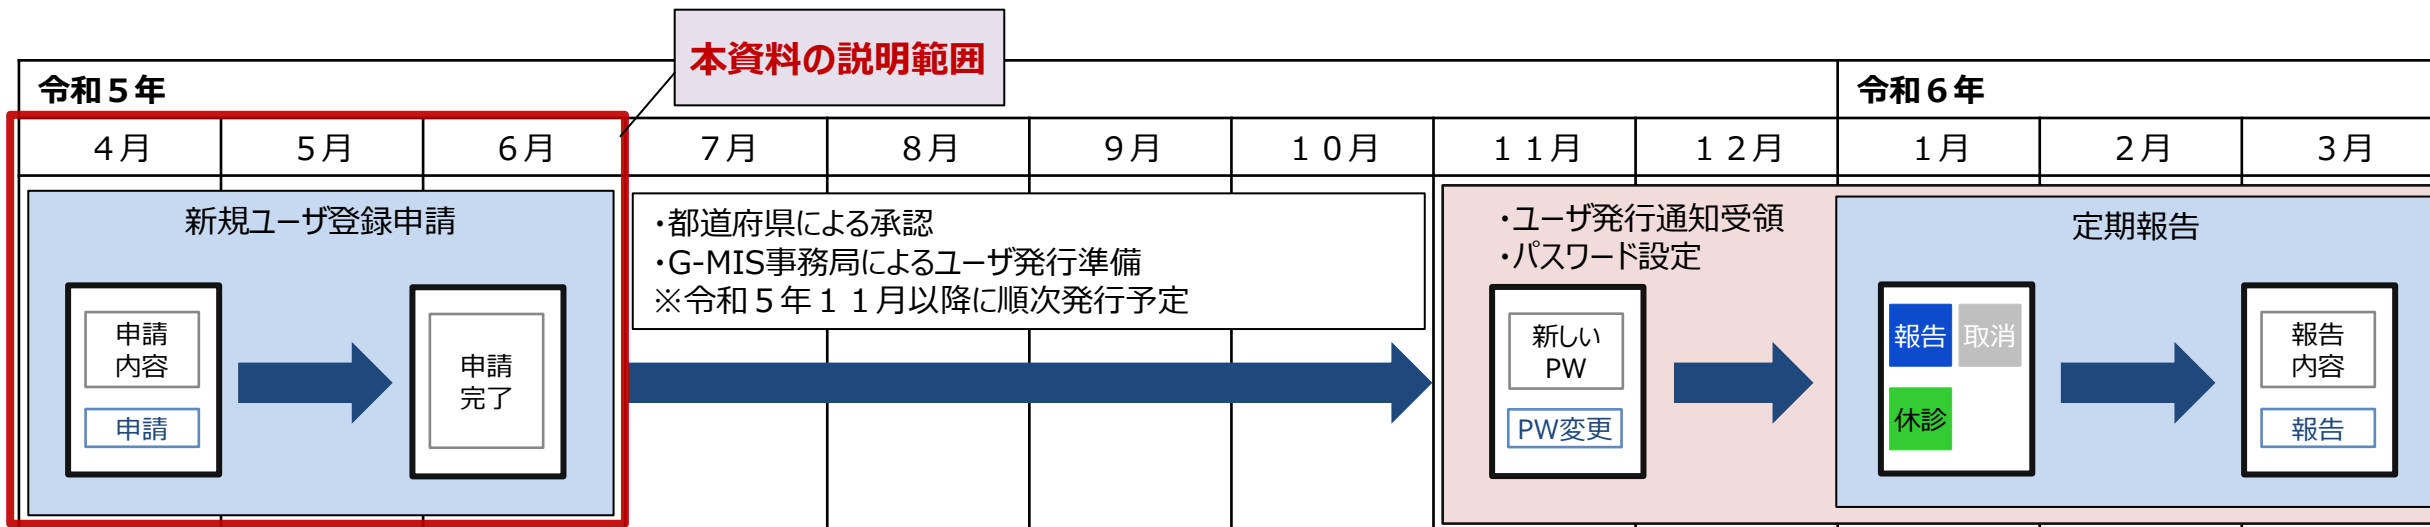 本資料の説明範囲
令和５年
令和６年
４月
５月
６月
７月
８月
９月
１０月
１１月
１２月
１月
２月
３月
新規ユーザ登録申請
申請
内容
申請
申請
完了
・都道府県による承認
・G-MIS事務局によるユーザ発行準備
※令和５年１１月以降に順次発行予定
・ユーザ発行通知受領
・パスワード設定
新しい
PW
PW変更
定期報告
報告
取消
休診
報告
内容
報告